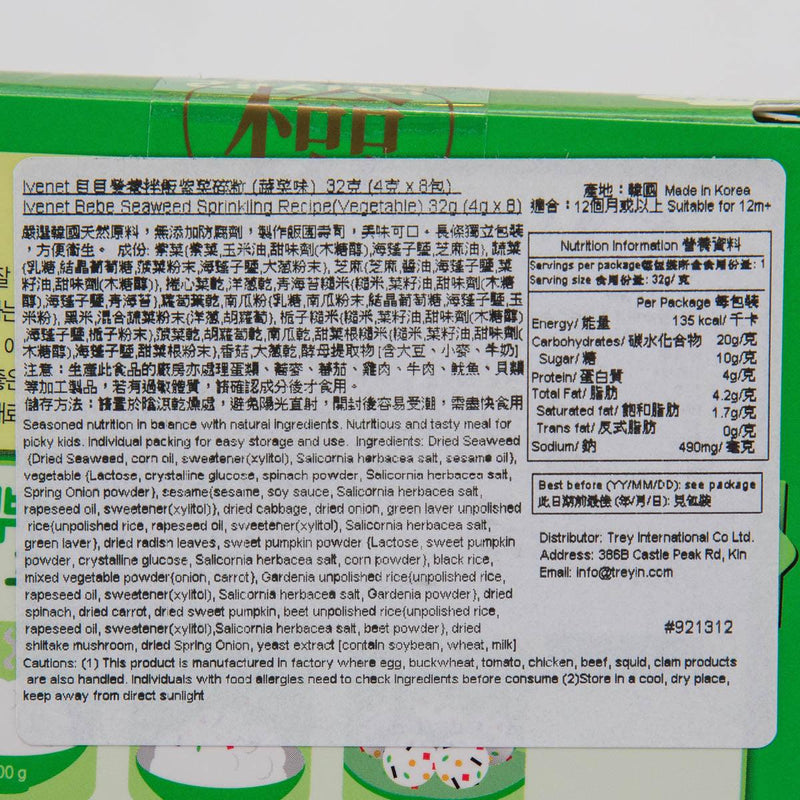 Ivenet 貝貝營養拌飯紫菜碎粒 (蔬菜味) 32克 (4克 x 8包)
Ivenet Bebe Seaweed Sprinkling Recipe(Vegetable) 32g (4g x 8)
產地：韓國 Made in Korea
適合：12個月或以上 Suitable for 12m+
嚴選韓國天然原料，無添加防腐劑，製作飯團壽司，美味可口。長條獨立包裝
，方便衞生。 成份: 紫菜{紫菜,玉米油,甜味劑(木糖醇),海蓬子鹽,芝麻油}, 蔬菜
{乳糖,結晶葡萄糖,菠菜粉末,海蓬子鹽,大葱粉末}, 芝麻{芝麻,醬油,海蓬子鹽,菜
籽油,甜味劑(木糖醇)}, 捲心菜乾,洋葱乾,青海苔糙米{糙米,菜籽油,甜味劑(木糖
醇),海蓬子鹽,青海苔},蘿蔔葉乾,南瓜粉{乳糖,南瓜粉末,結晶葡萄糖,海蓬子鹽,玉
米粉}, 黑米,混合蔬菜粉末{洋葱,胡蘿蔔}, 梔子糙米{糙米,菜籽油,甜味劑(木糖醇)
,海蓬子鹽,梔子粉末},菠菜乾,胡蘿蔔乾,南瓜乾,甜菜根糙米{糙米,菜籽油,甜味劑(
木糖醇),海蓬子鹽,甜菜根粉末},香菇,大葱乾,酵母提取物 [含大豆、小麥、牛奶]
注意：生產此食品的廠房亦處理蛋類、蕎麥、蕃茄、雞肉、牛肉、魷魚、貝類
等加工製品，若有過敏體質，請確認成分後才食用。
儲存方法：請置於陰涼乾燥處，避免陽光直射，開封後容易受潮，需盡快食用
Seasoned nutrition in balance with natural ingredients. Nutritious and tasty meal for
picky kids. Individual packing for easy storage and use. Ingredients: Dried Seaweed
{Dried Seaweed, corn oil, sweetener(xylitol), Salicornia herbacea salt, sesame oil},
vegetable {Lactose, crystalline glucose, spinach powder, Salicornia herbacea salt,
Spring Onion powder}, sesame{sesame, soy sauce, Salicornia herbacea salt,
rapeseed oil, sweetener(xylitol)}, dried cabbage, dried onion, green laver unpolished
rice{unpolished rice, rapeseed oil, sweetener(xylitol), Salicornia herbacea salt,
green laver}, dried radish leaves, sweet pumpkin powder {Lactose, sweet pumpkin
powder, crystalline glucose, Salicornia herbacea salt, corn powder}, black rice,
mixed vegetable powder{onion, carrot}, Gardenia unpolished rice{unpolished rice,
rapeseed oil, sweetener(xylitol), Salicornia herbacea salt, Gardenia powder}, dried
spinach, dried carrot, dried sweet pumpkin, beet unpolished rice{unpolished rice,
rapeseed oil, sweetener(xylitol),Salicornia herbacea salt, beet powder}, dried
shiitake mushroom, dried Spring Onion, yeast extract [contain soybean, wheat, milk]
Cautions: (1) This product is manufactured in factory where egg, buckwheat, tomato, chicken, beef, squid, clam products
are also handled. Individuals with food allergies need to check ingredients before consume (2)Store in a cool, dry place,
keep away from direct sunlight
Nutrition Information 營養資料
Servings per package每包裝所含食用份量: 1
Serving size 食用份量: 32g/ 克
Per Package 每包裝
Energy/ 能量 135 kcal/ 千卡
Carbohydrates/ 碳水化合物 20g/克
Sugar/ 糖 10g/克
Protein/ 蛋白質 4g/克
Total Fat/ 脂肪 4.2g/克
Saturated fat/ 飽和脂肪 1.7g/克
Trans fat/ 反式脂肪 0g/克
Sodium/ 鈉 490mg/ 毫克
Best before (YY/MM/DD): see package
此日期前最佳 (年/月/日): 見包裝
Distributor: Trey International Co Ltd.
Address: 386B Castle Peak Rd, Kln
Email: info@treyin.com
#921312
00 g